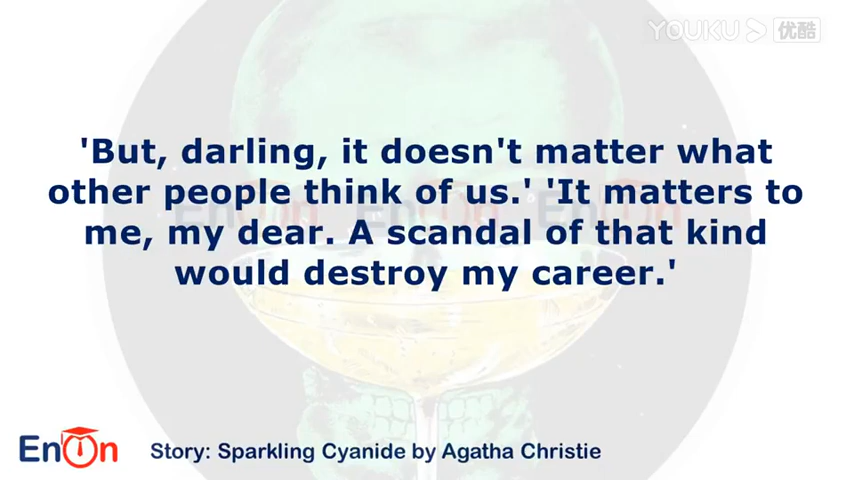 YOUKU 优酷
'But, darling, it doesn't matter what
other people think of us.' 'It matters to
me, my dear. A scandal of that kind
would destroy my career.'
EnOn
Story: Sparkling Cyanide by Agatha Christie